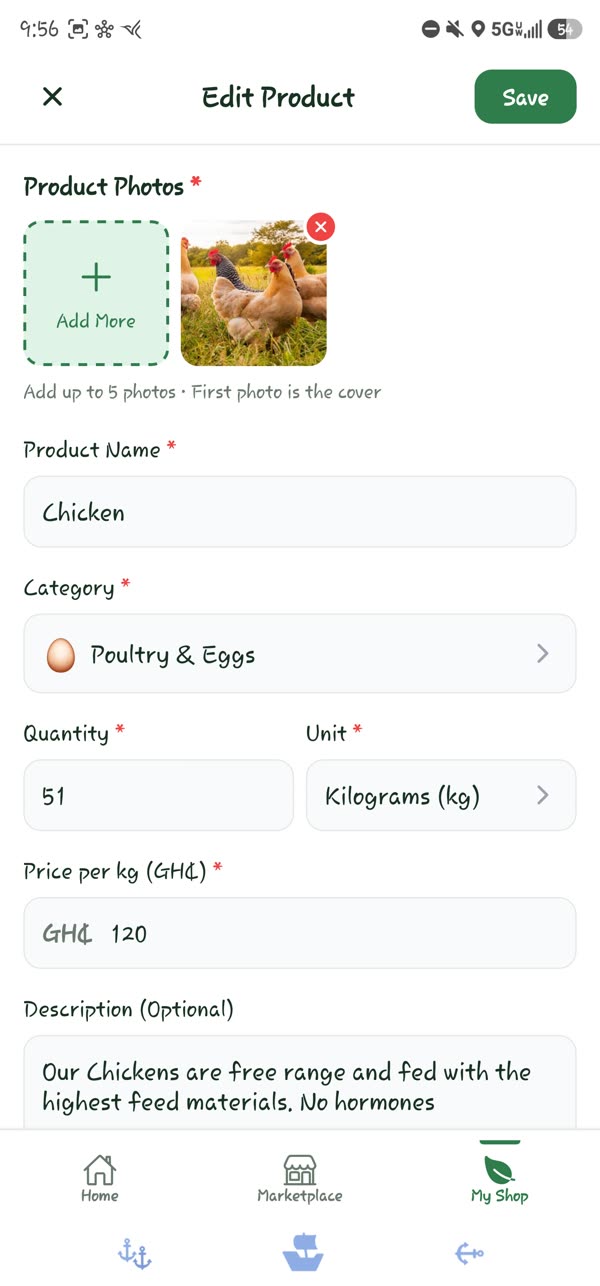 9:56 5G 54
Edit Product Save
Product Photos *
Add More
Add up to 5 photos · First photo is the cover
Product Name *
Chicken
Category *
Poultry & Eggs
Quantity * Unit *
51 Kilograms (kg)
Price per kg (GH₵) *
GH₵ 120
Description (Optional)
Our Chickens are free range and fed with the
highest feed materials. No hormones
Home Marketplace My Shop